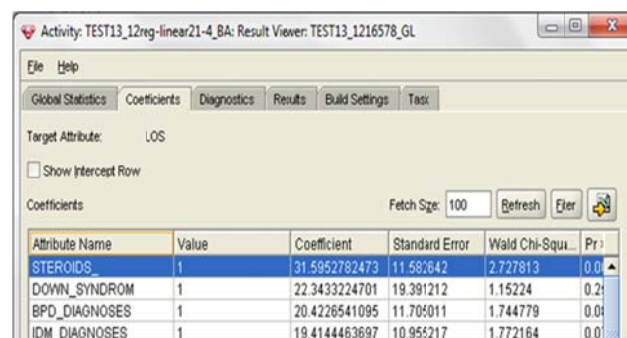 Activity: TEST13_12reg-linear21-4_BA: Result Viewer: TEST13_1216578_GL
File Help
Global Statistics Coefficients Diagnostics Results Build Settings Task
Target Attribute: LOS
Show Intercept Row
Coefficients Fetch Size: 100 Refresh Filter
Attribute Name Value Coefficient Standard Error Wald Chi-Squ... Pr >
STEROIDS_ 1 31.5952782473 11.582642 2.727813
DOWN_SYNDROM 1 22.3433224701 19.391212 1.15224
BPD_DIAGNOSES 1 20.4226541095 11.705011 1.744779
IDM_DIAGNOSES 1 19.4144463697 10.955217 1.772164